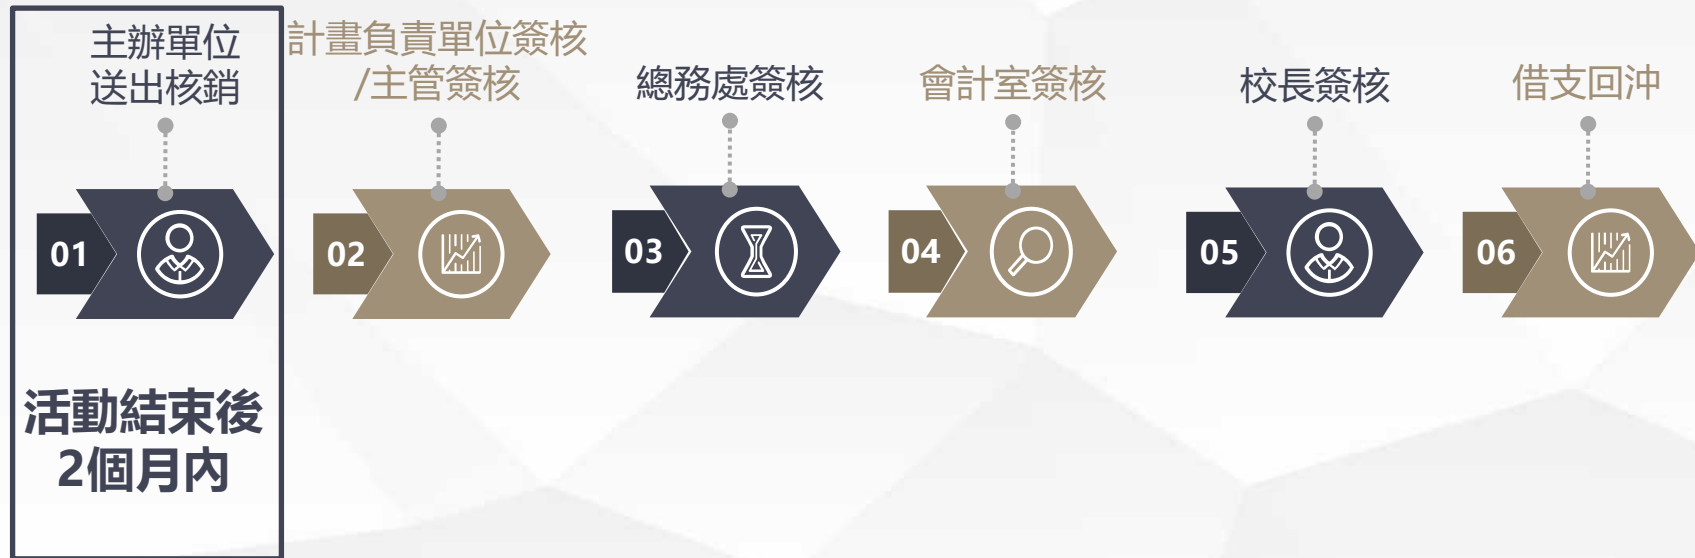 主辦單位
送出核銷
計畫負責單位簽核
/主管簽核
總務處簽核
會計室簽核
校長簽核
借支回沖
01
02
03
04
05
06
活動結束後
2個月內